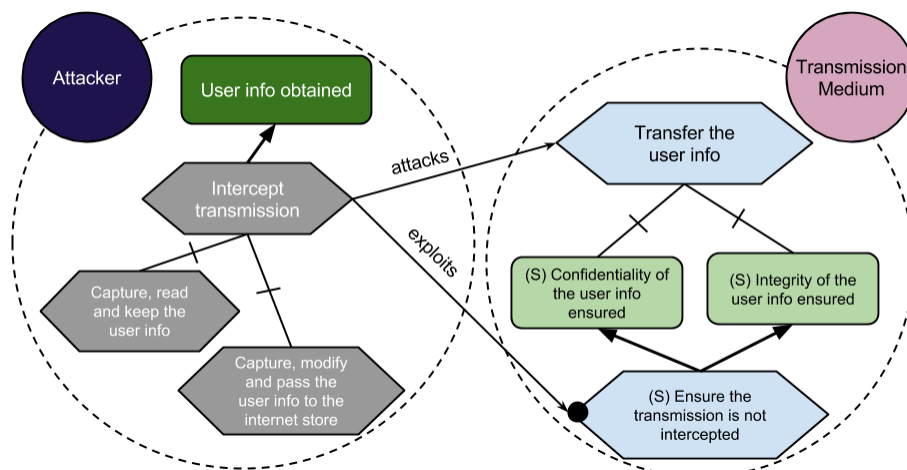 Attacker
User info obtained
Intercept
transmission
Capture, read
and keep the
user info
Capture, modify
and pass the
user info to the
internet store
attacks
exploits
Transmission
Medium
Transfer the
user info
(S) Confidentiality of
the user info
ensured
(S) Integrity of the
user info ensured
(S) Ensure the
transmission is not
intercepted